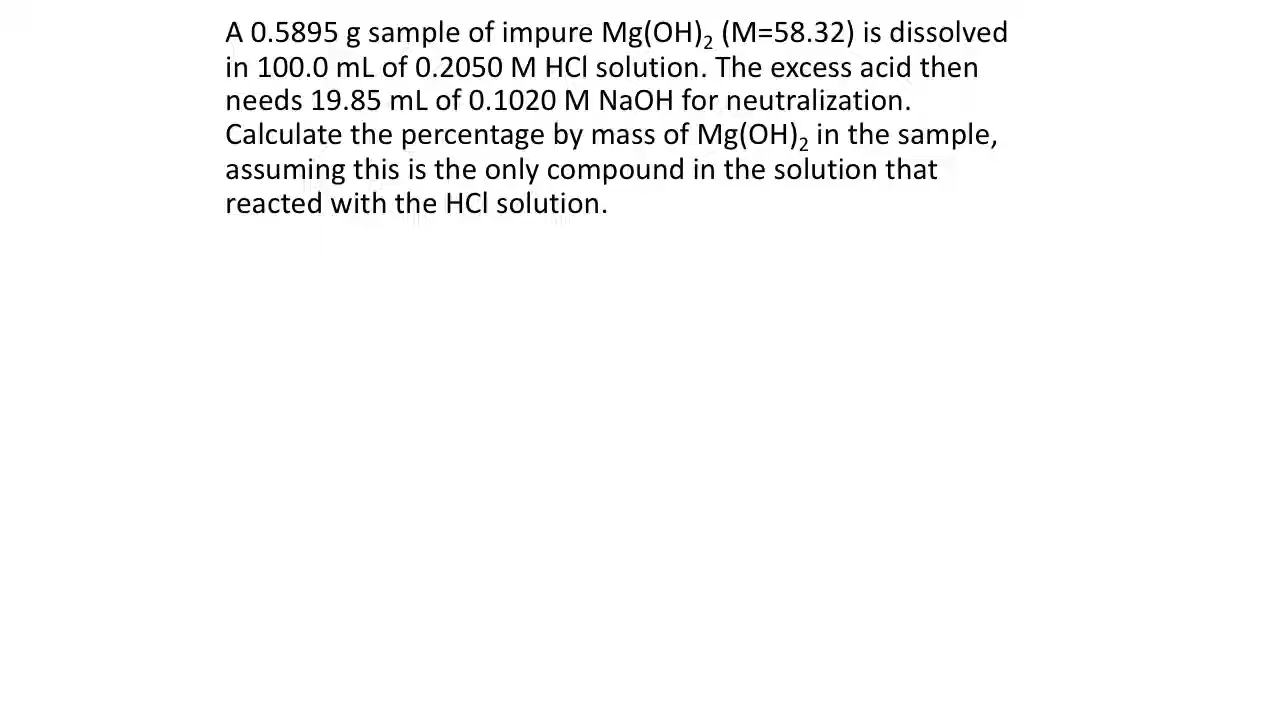 A 0.5895 g sample of impure Mg(OH)₂ (M=58.32) is dissolved
in 100.0 mL of 0.2050 M HCl solution. The excess acid then
needs 19.85 mL of 0.1020 M NaOH for neutralization.
Calculate the percentage by mass of Mg(OH)₂ in the sample,
assuming this is the only compound in the solution that
reacted with the HCl solution.